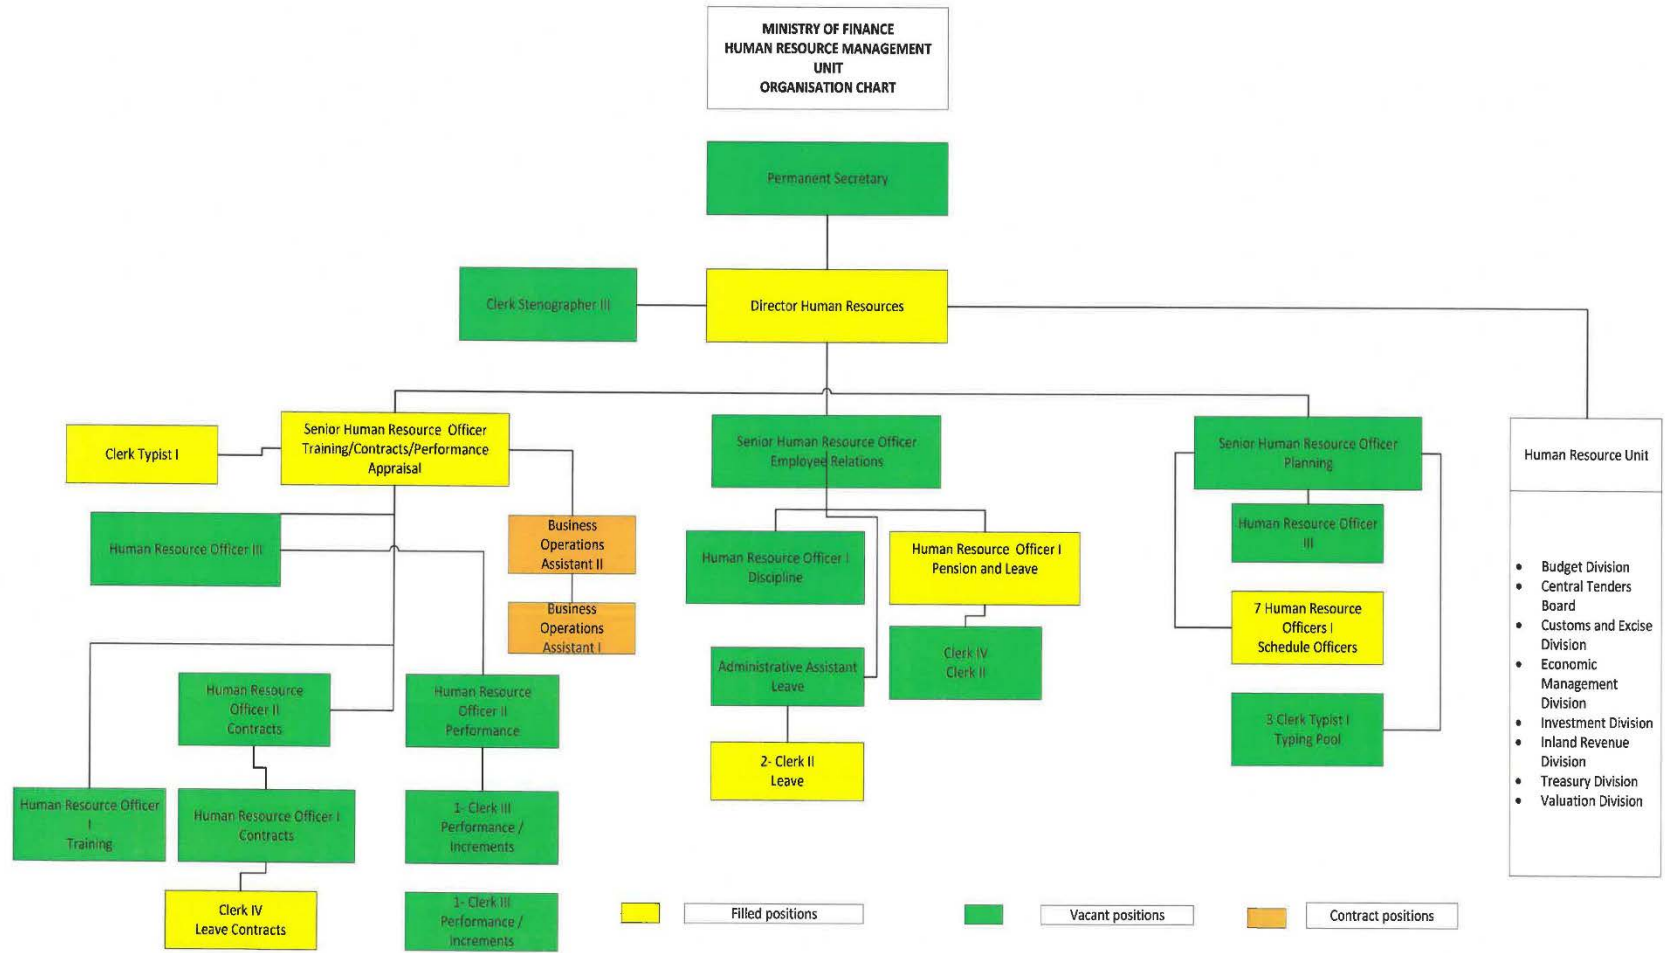 MINISTRY OF FINANCE
HUMAN RESOURCE MANAGEMENT
UNIT
ORGANISATION CHART
Permanent Secretary
Clerk Stenographer III
Director Human Resources
Clerk Typist I
Senior Human Resource Officer
Training/Contracts/Performance
Appraisal
Senior Human Resource Officer
Employee Relations
Senior Human Resource Officer
Planning
Human Resource Unit
Human Resource Officer III
Business
Operations
Assistant II
Business
Operations
Assistant I
Human Resource Officer I
Discipline
Human Resource Officer I
Pension and Leave
Human Resource Officer
III
7 Human Resource
Officers I
Schedule Officers
Administrative Assistant
Leave
Clerk IV
Clerk II
3 Clerk Typist I
Typing Pool
2- Clerk II
Leave
Human Resource
Officer II
Contracts
Human Resource
Officer II
Performance
Human Resource Officer
I
Training
Human Resource Officer I
Contracts
1- Clerk III
Performance /
Increments
Clerk IV
Leave Contracts
1- Clerk III
Performance /
Increments
• Budget Division
• Central Tenders
Board
• Customs and Excise
Division
• Economic
Management
Division
• Investment Division
• Inland Revenue
Division
• Treasury Division
• Valuation Division
Filled positions
Vacant positions
Contract positions